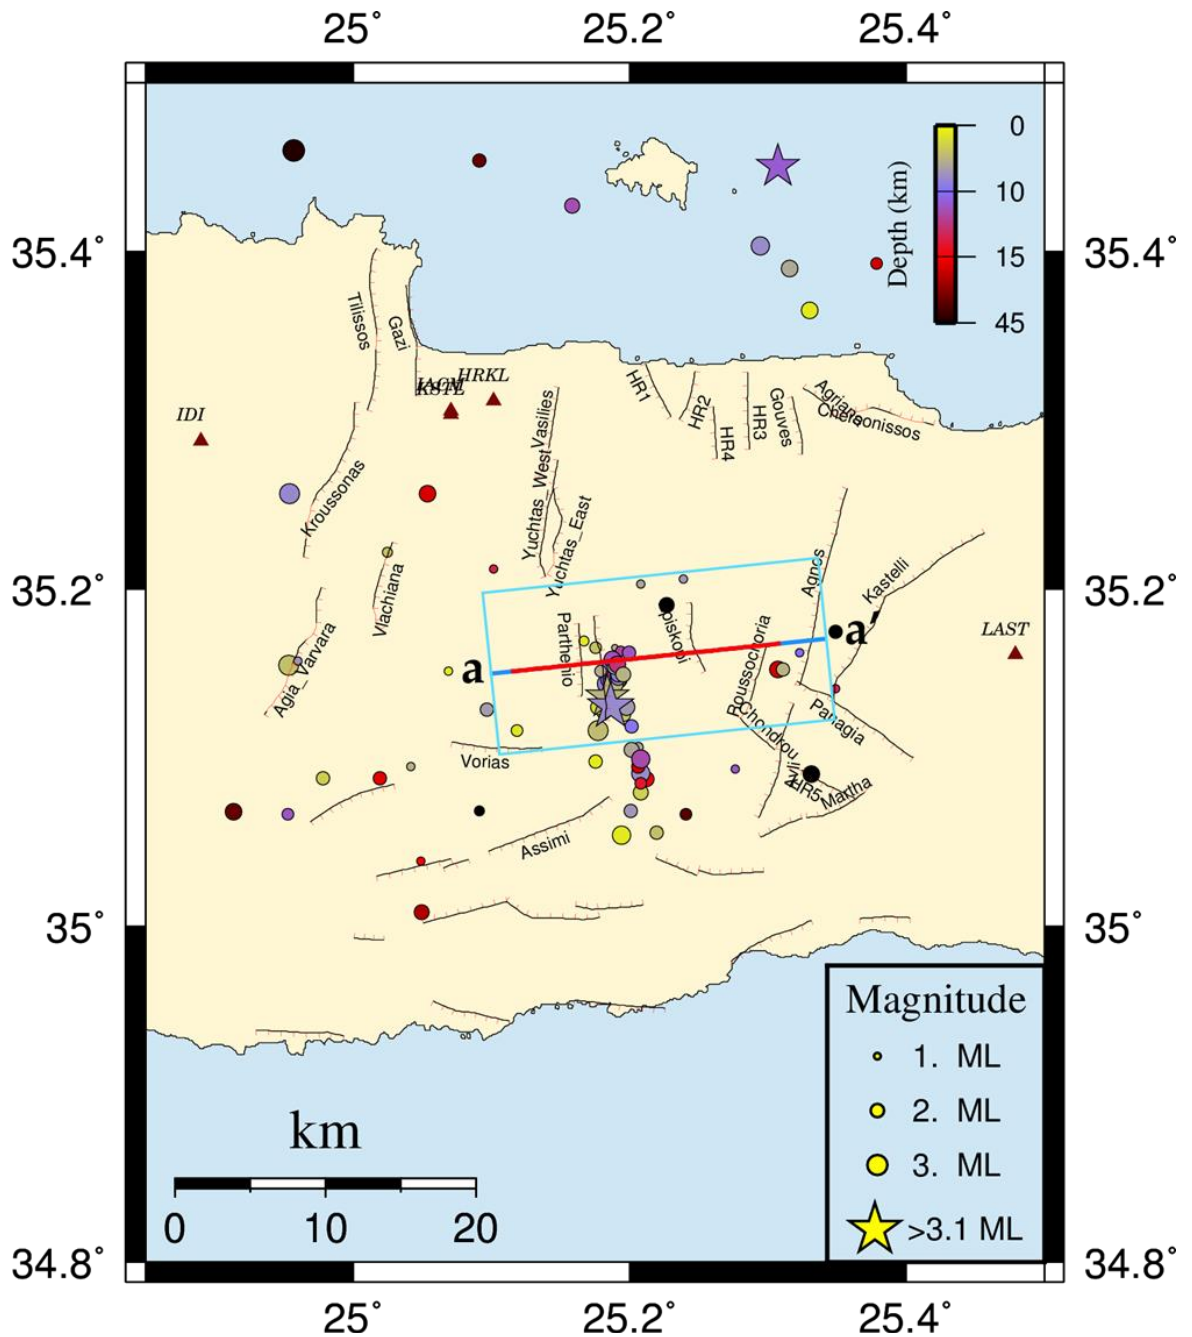 25˚ 25.2˚ 25.4˚
0
Depth (km)
10
15
45
35.4˚ 35.4˚
Tilissos
Gazi
HRKL
KSTL
IDI
HR1
HR2
HR4
HR3
Gouves
Agriana
Chersonissos
Kroussonas
Yuchtas_West
Vasilies
Yuchtas_East
35.2˚ 35.2˚
Vlachiana
Agnos
Kastelli
Parthenio
Episkopi
Roussochoria
LAST
a
a′
Agia_Varvara
Panagia
Chondrou
Vorias
HR5
Martha
Assimi
35˚ 35˚
Magnitude
1. ML
2. ML
3. ML
>3.1 ML
km
0 10 20
34.8˚ 34.8˚
25˚ 25.2˚ 25.4˚